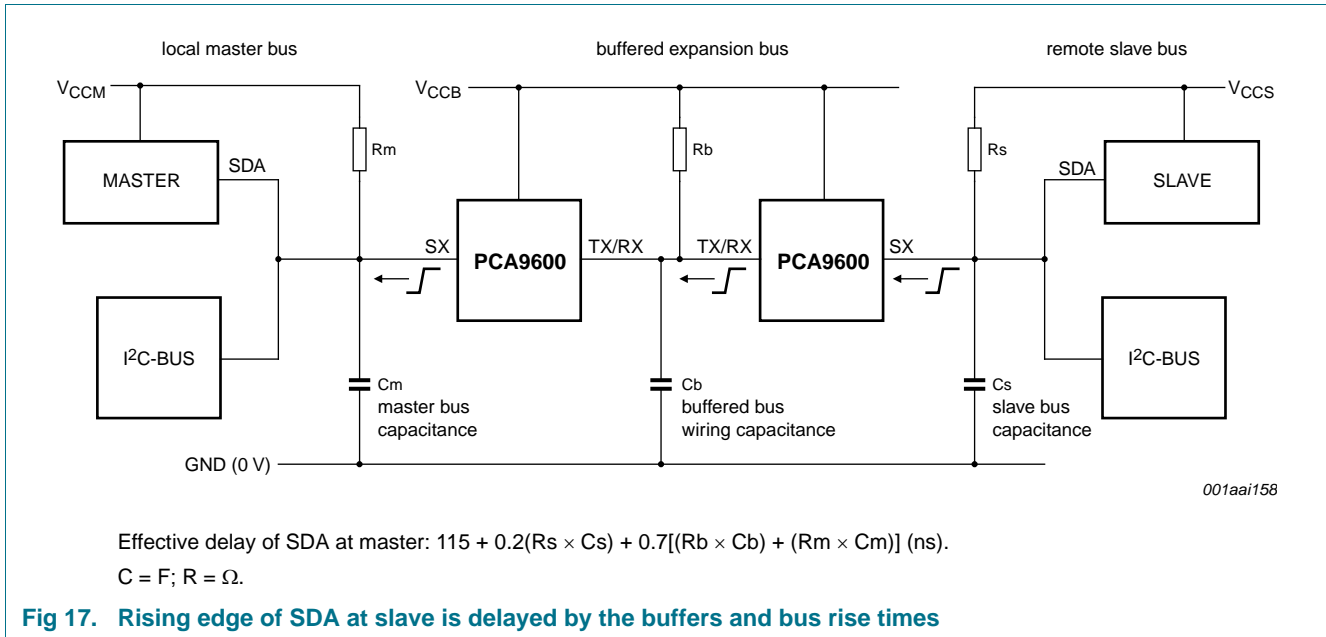 local master bus
buffered expansion bus
remote slave bus
VCCM
VCCB
VCCS
Rm
Rb
Rs
MASTER
SDA
SDA
SLAVE
SX
PCA9600
TX/RX
TX/RX
PCA9600
SX
I²C-BUS
I²C-BUS
Cm
master bus
capacitance
Cb
buffered bus
wiring capacitance
Cs
slave bus
capacitance
GND (0 V)
001aai158
Effective delay of SDA at master: 115 + 0.2(Rs × Cs) + 0.7[(Rb × Cb) + (Rm × Cm)] (ns).
C = F; R = Ω.
Fig 17. Rising edge of SDA at slave is delayed by the buffers and bus rise times